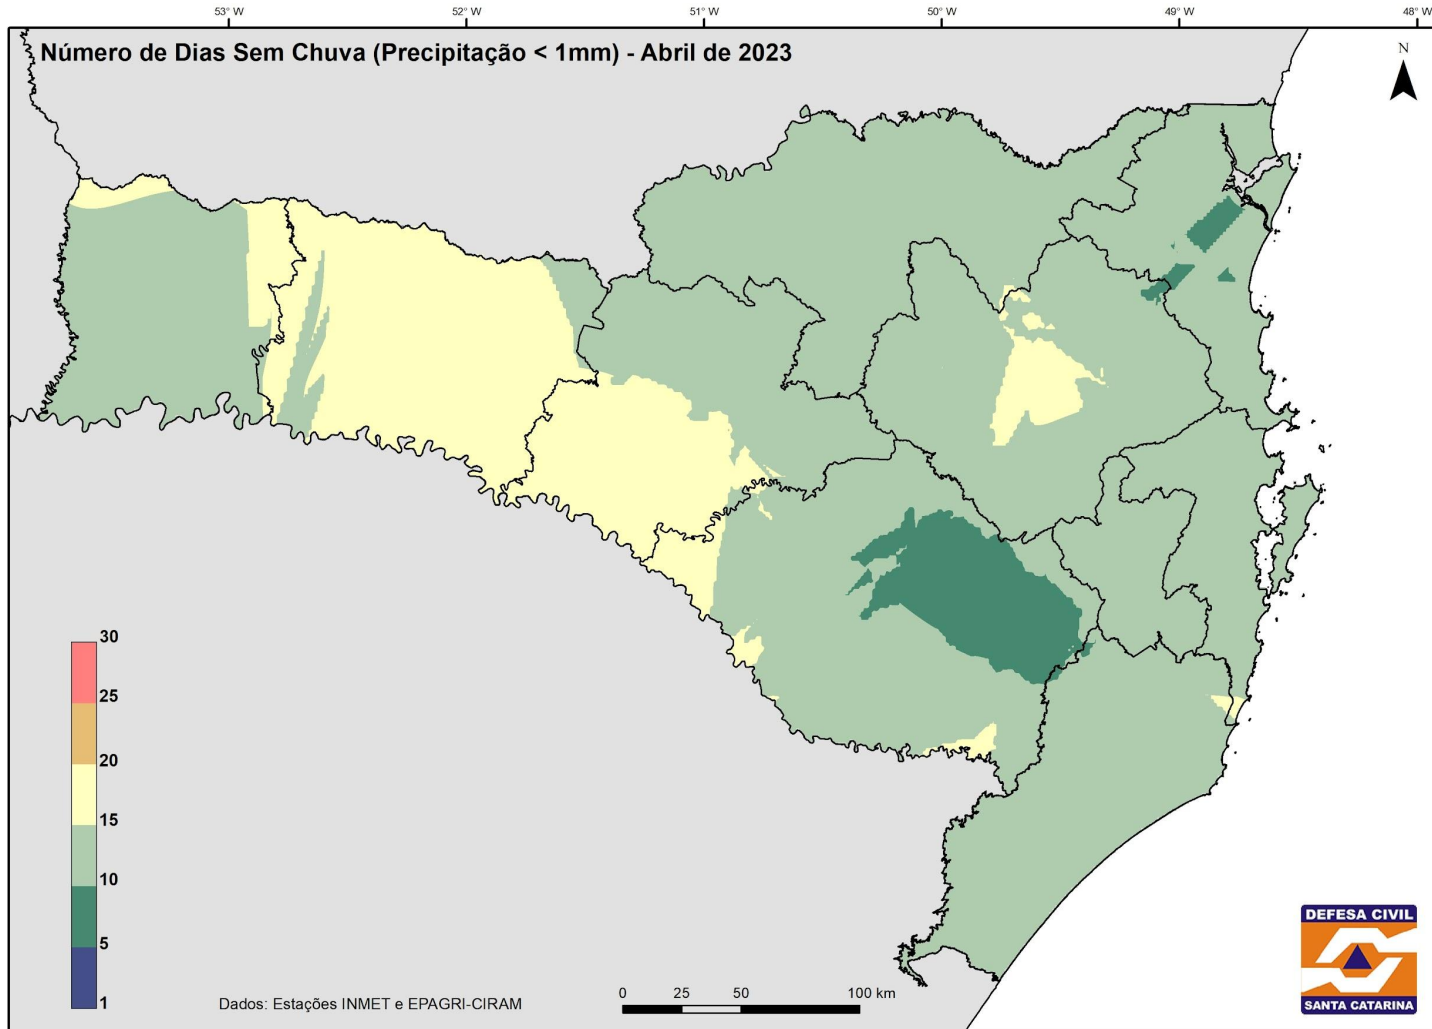 53° W
52° W
51° W
50° W
49° W
48° W
Número de Dias Sem Chuva (Precipitação < 1mm) - Abril de 2023
N
30
25
20
15
10
5
1
Dados: Estações INMET e EPAGRI-CIRAM
0 25 50 100 km
DEFESA CIVIL
SANTA CATARINA